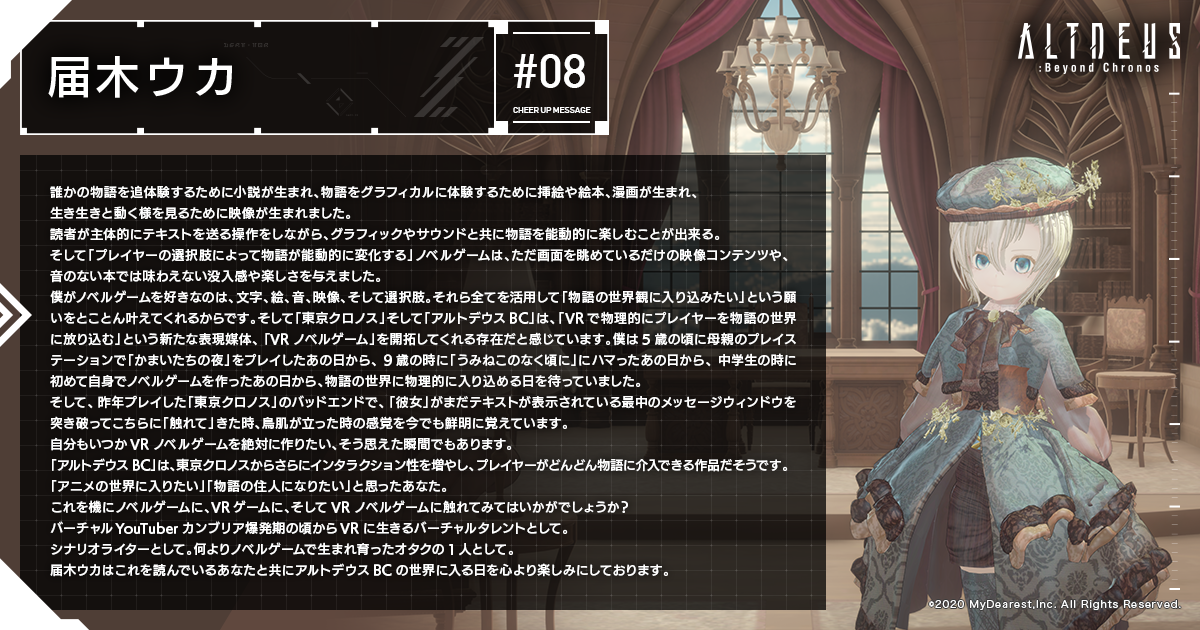 届木ウカ
#08
CHEER UP MESSAGE
ALTDEUS
:Beyond Chronos
誰かの物語を追体験するために小説が生まれ、物語をグラフィカルに体験するために挿絵や絵本、漫画が生まれ、
生き生きと動く様を見るために映像が生まれました。
読者が主体的にテキストを送る操作をしながら、グラフィックやサウンドと共に物語を能動的に楽しむことが出来る。
そして「プレイヤーの選択肢によって物語が能動的に変化する」ノベルゲームは、ただ画面を眺めているだけの映像コンテンツや、
音のない本では味わえない没入感や楽しさを与えました。
僕がノベルゲームを好きなのは、文字、絵、音、映像、そして選択肢。それら全てを活用して「物語の世界観に入り込みたい」という願
いをとことん叶えてくれるからです。そして「東京クロノス」そして「アルトデウス BC」は、「VR で物理的にプレイヤーを物語の世界
に放り込む」という新たな表現媒体、「VR ノベルゲーム」を開拓してくれる存在だと感じています。僕は 5 歳の頃に母親のプレイス
テーションで「かまいたちの夜」をプレイしたあの日から、9 歳の時に「うみねこのなく頃に」にハマったあの日から、中学生の時に
初めて自身でノベルゲームを作ったあの日から、物語の世界に物理的に入り込める日を待っていました。
そして、昨年プレイした「東京クロノス」のバッドエンドで、「彼女」がまだテキストが表示されている最中のメッセージウィンドウを
突き破ってこちらに「触れて」きた時、鳥肌が立った時の感覚を今でも鮮明に覚えています。
自分もいつか VR ノベルゲームを絶対に作りたい、そう思えた瞬間でもあります。
「アルトデウス BC」は、東京クロノスからさらにインタラクション性を増やし、プレイヤーがどんどん物語に介入できる作品だそうです。
「アニメの世界に入りたい」「物語の住人になりたい」と思ったあなた。
これを機にノベルゲームに、VR ゲームに、そして VR ノベルゲームに触れてみてはいかがでしょうか？
バーチャル YouTuber カンブリア爆発期の頃から VR に生きるバーチャルタレントとして。
シナリオライターとして。何よりノベルゲームで生まれ育ったオタクの 1 人として。
届木ウカはこれを読んでいるあなたと共にアルトデウス BC の世界に入る日を心より楽しみにしております。
©2020 MyDearest,Inc. All Rights Reserved.